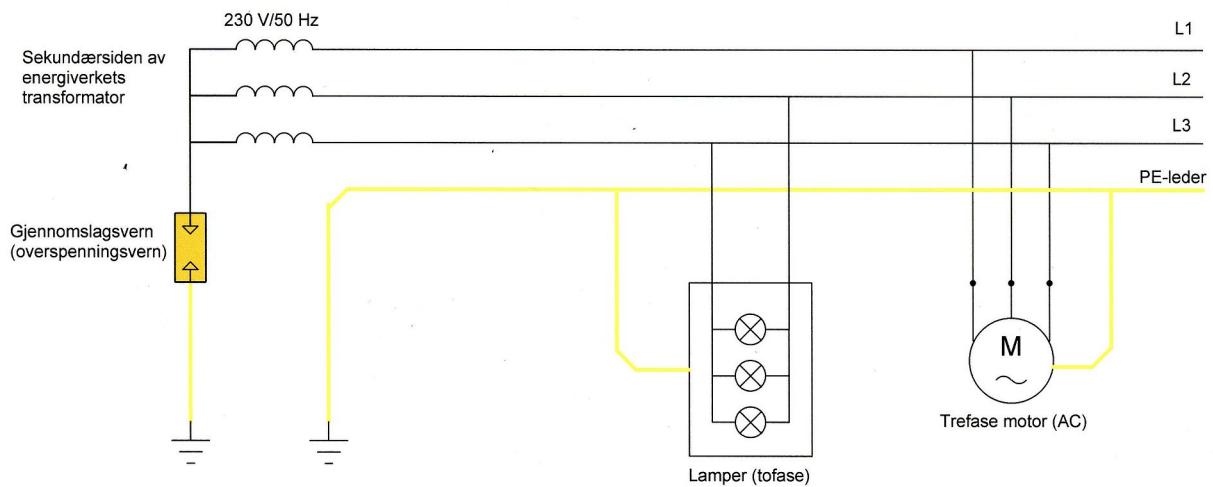 230 V/50 Hz
L1
Sekundærsiden av
energiverkets
transformator
L2
L3
PE-leder
Gjennomslagsvern
(overspenningsvern)
M
Trefase motor (AC)
Lamper (tofase)